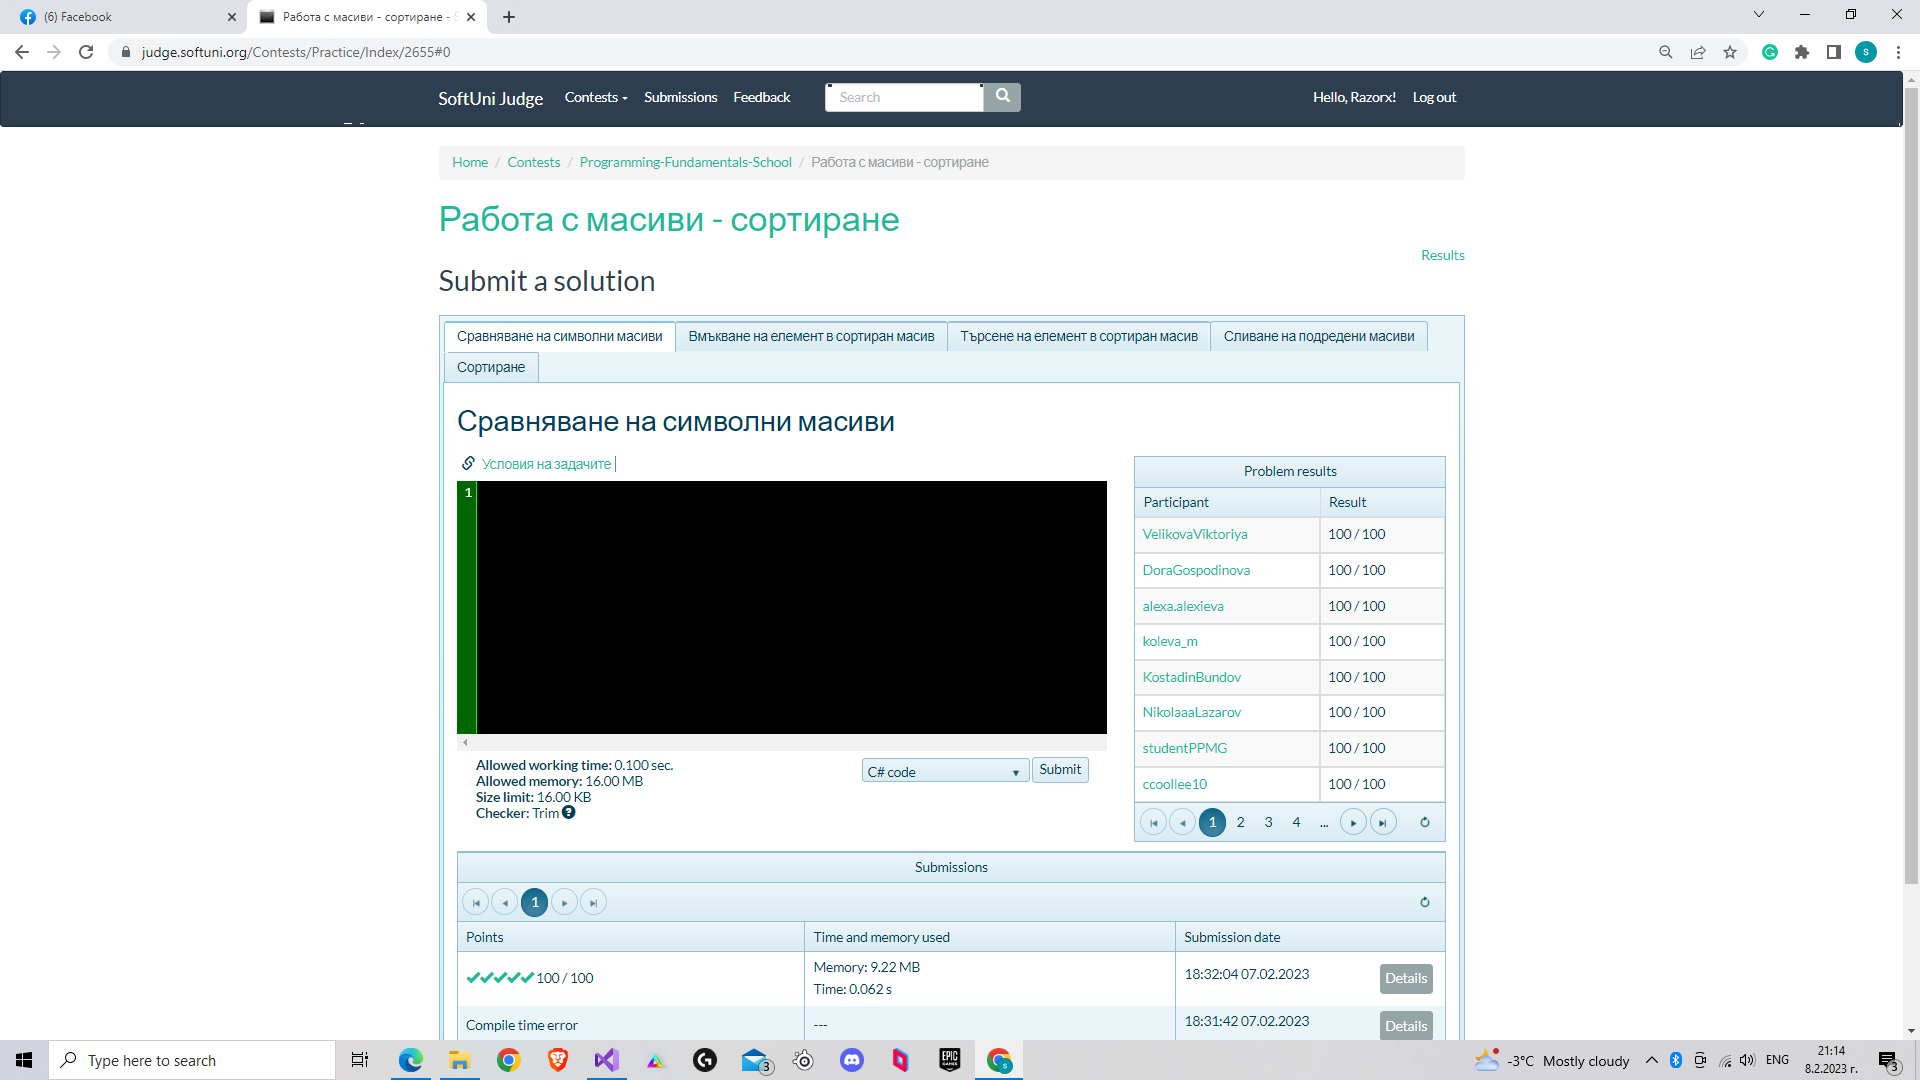 (6) Facebook
Работа с масиви - сортиране - S
judge.softuni.org/Contests/Practice/Index/2655#0
s
SoftUni Judge
Contests
Submissions
Feedback
Search
Hello, Razorx!
Log out
Home / Contests / Programming-Fundamentals-School / Работа с масиви - сортиране
Работа с масиви - сортиране
Results
Submit a solution
Сравняване на символни масиви
Вмъкване на елемент в сортиран масив
Търсене на елемент в сортиран масив
Сливане на подредени масиви
Сортиране
Сравняване на символни масиви
Условия на задачите
1
Allowed working time: 0.100 sec.
Allowed memory: 16.00 MB
Size limit: 16.00 KB
Checker: Trim
C# code
Submit
Problem results
Participant Result
VelikovaViktoriya 100 / 100
DoraGospodinova 100 / 100
alexa.alexieva 100 / 100
koleva_m 100 / 100
KostadinBundov 100 / 100
NikolaaaLazarov 100 / 100
studentPPMG 100 / 100
ccoollee10 100 / 100
1 2 3 4 ...
Submissions
1
Points Time and memory used Submission date
100 / 100 Memory: 9.22 MB 18:32:04 07.02.2023 Details
Time: 0.062 s
Compile time error --- 18:31:42 07.02.2023 Details
Type here to search
3
EPIC GAMES
S
-3°C Mostly cloudy
ENG
21:14
8.2.2023 г.
3